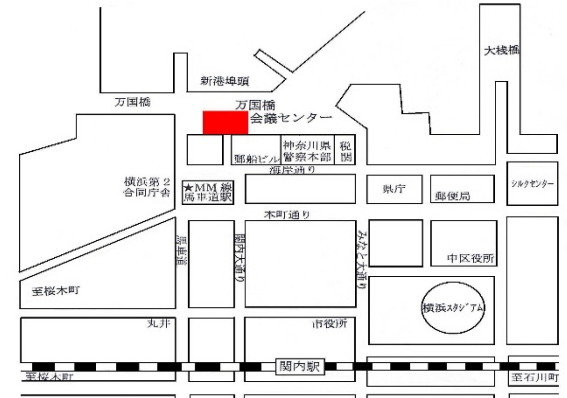 大桟橋
新港埠頭
万国橋
万国橋
会議センター
神奈川県
警察本部
税関
郵船ビル
海岸通り
横浜第2
合同庁舎
★MM線
馬車道駅
県庁
郵便局
シルクセンター
本町通り
馬車道
関内大通り
みなと大通り
中区役所
至桜木町
横浜スタジアム
丸井
市役所
関内駅
至桜木町
至石川町